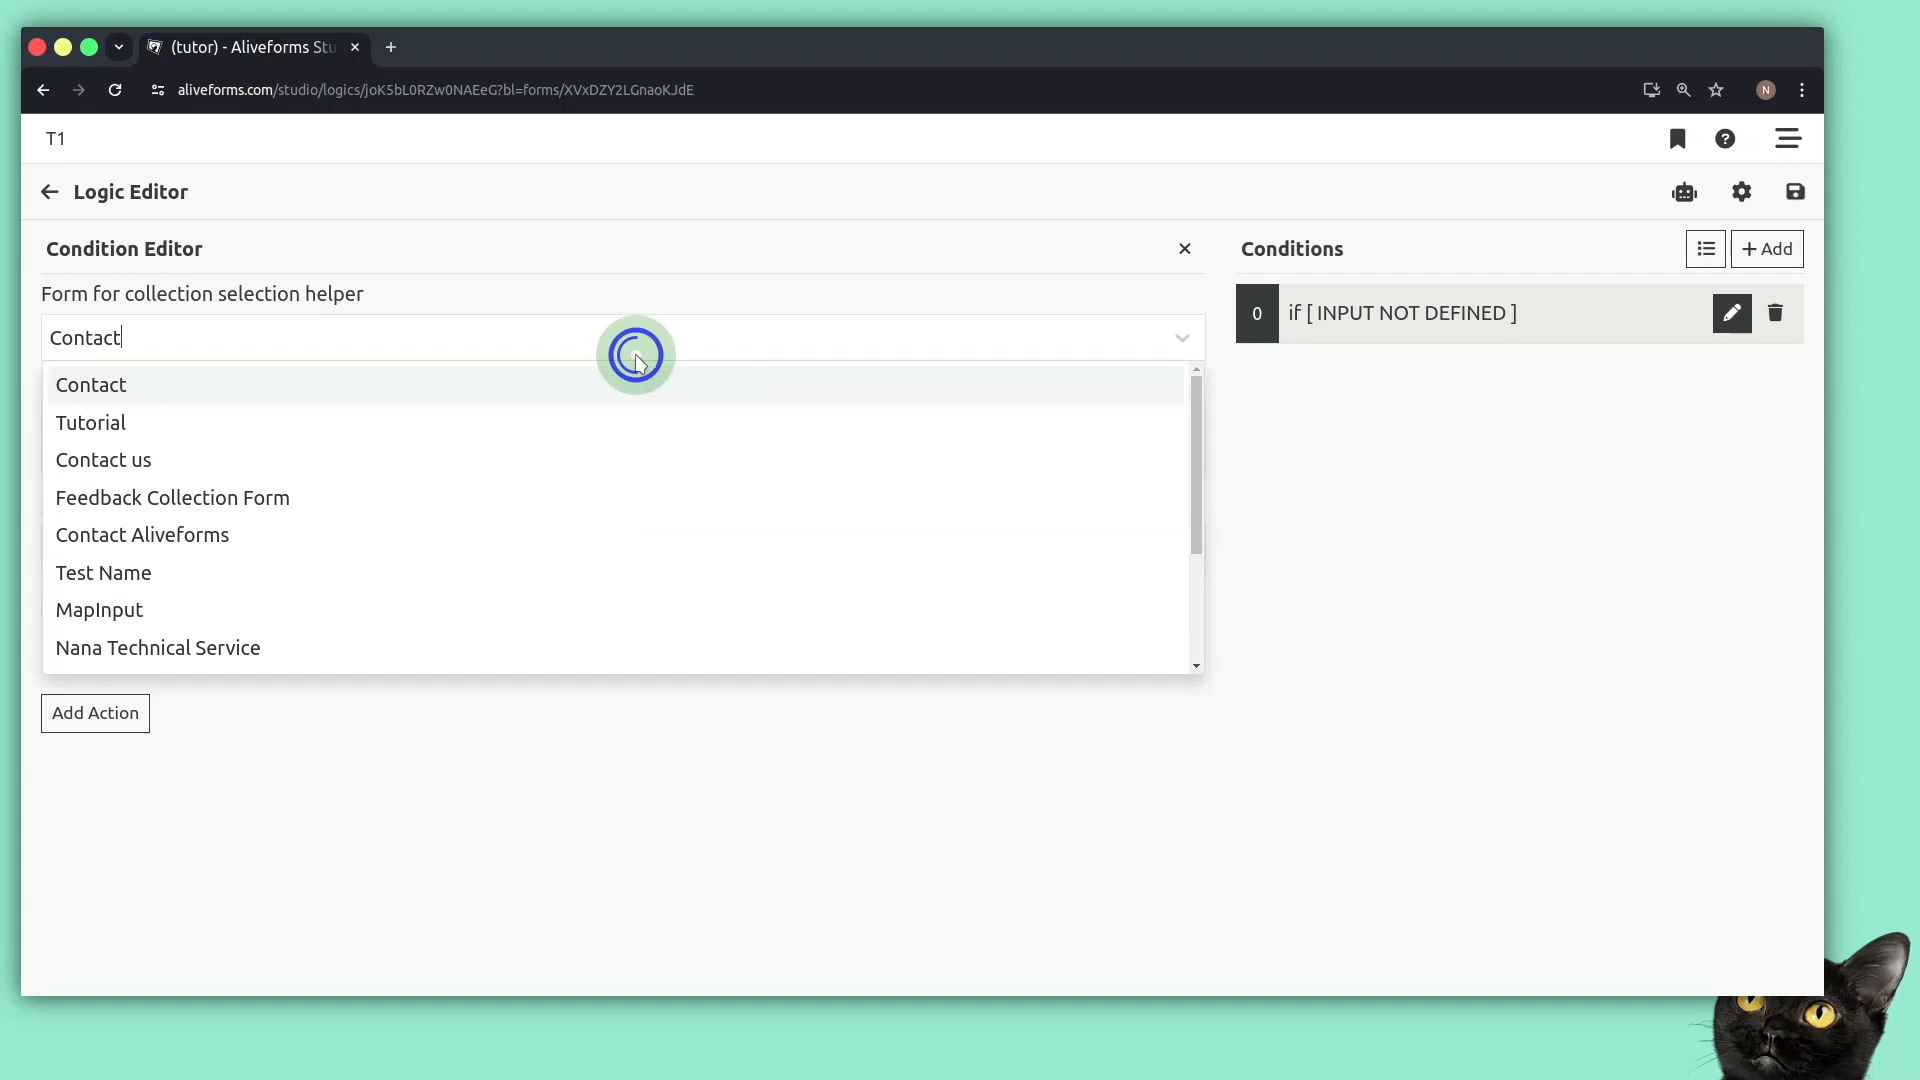 (tutor) - Aliveforms Stu
aliveforms.com/studio/logics/joK5bL0RZw0NAEeG?bl=forms/XVxDZY2LGnaoKJdE
N
T1
Logic Editor
Condition Editor
Form for collection selection helper
Contact
Contact
Tutorial
Contact us
Feedback Collection Form
Contact Aliveforms
Test Name
MapInput
Nana Technical Service
Add Action
Conditions
Add
0 if [ INPUT NOT DEFINED ]